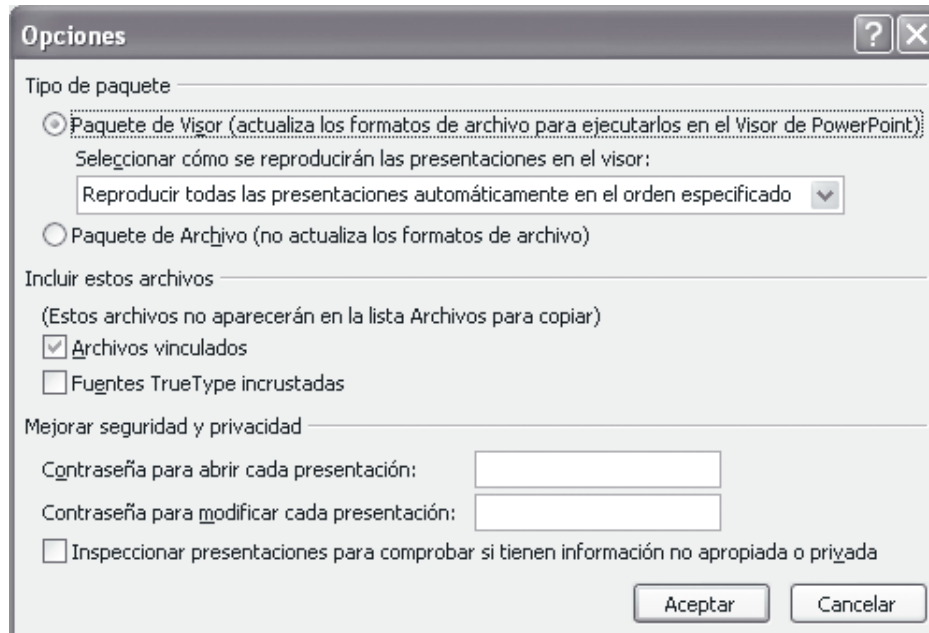 Opciones
Tipo de paquete
Paquete de Visor (actualiza los formatos de archivo para ejecutarlos en el Visor de PowerPoint)
Seleccionar cómo se reproducirán las presentaciones en el visor:
Reproducir todas las presentaciones automáticamente en el orden especificado
Paquete de Archivo (no actualiza los formatos de archivo)
Incluir estos archivos
(Estos archivos no aparecerán en la lista Archivos para copiar)
Archivos vinculados
Fuentes TrueType incrustadas
Mejorar seguridad y privacidad
Contraseña para abrir cada presentación:
Contraseña para modificar cada presentación:
Inspeccionar presentaciones para comprobar si tienen información no apropiada o privada
Aceptar Cancelar